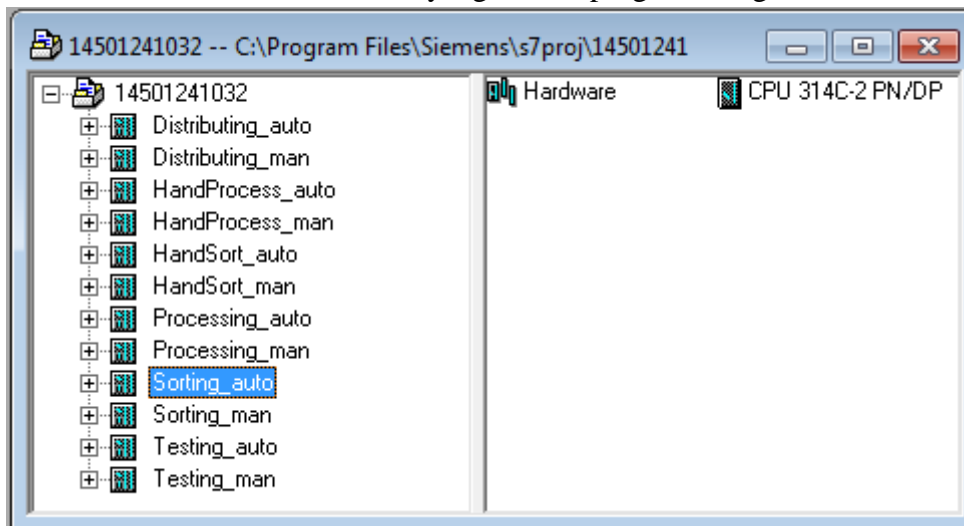 14501241032 -- C:\Program Files\Siemens\s7proj\14501241
14501241032
Distributing_auto
Distributing_man
HandProcess_auto
HandProcess_man
HandSort_auto
HandSort_man
Processing_auto
Processing_man
Sorting_auto
Sorting_man
Testing_auto
Testing_man
Hardware
CPU 314C-2 PN/DP